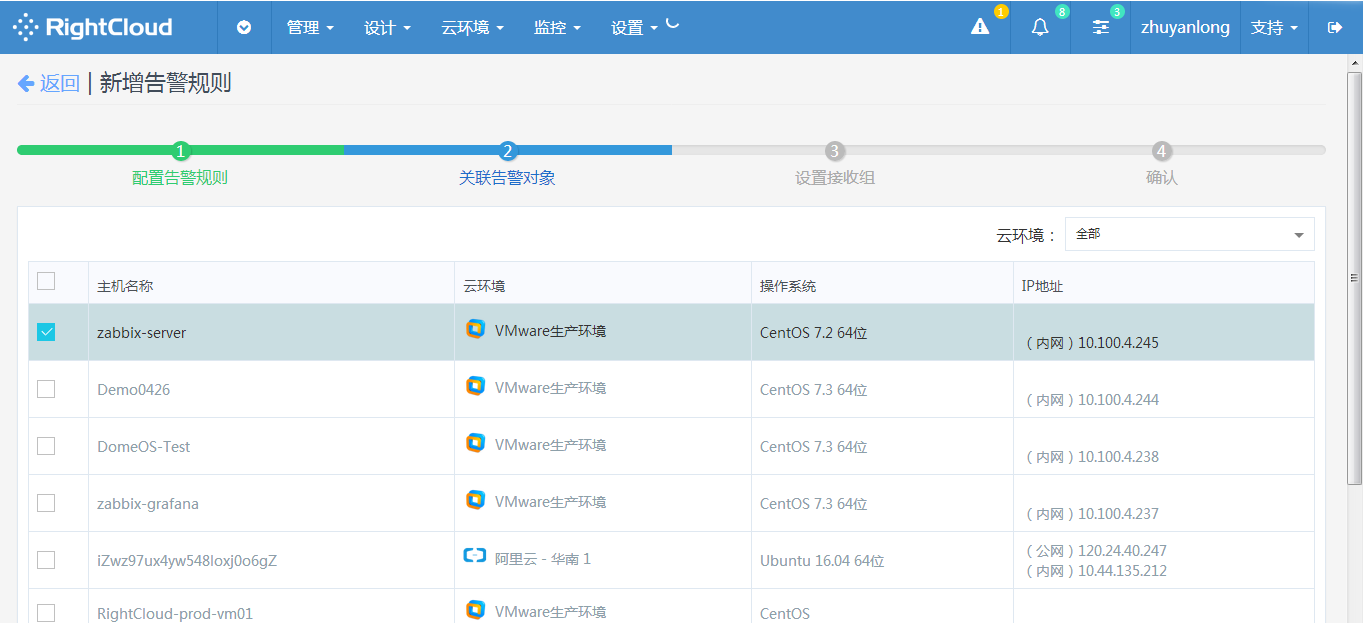 RightCloud 管理 设计 云环境 监控 设置 1 8 3 zhuyanlong 支持
返回 | 新增告警规则
1 2 3 4
配置告警规则 关联告警对象 设置接收组 确认
云环境： 全部
主机名称 云环境 操作系统 IP地址
zabbix-server VMware生产环境 CentOS 7.2 64位 （内网）10.100.4.245
Demo0426 VMware生产环境 CentOS 7.3 64位 （内网）10.100.4.244
DomeOS-Test VMware生产环境 CentOS 7.3 64位 （内网）10.100.4.238
zabbix-grafana VMware生产环境 CentOS 7.3 64位 （内网）10.100.4.237
iZwz97ux4yw548loxj0o6gZ 阿里云 - 华南 1 Ubuntu 16.04 64位 （公网）120.24.40.247
（内网）10.44.135.212
RightCloud-prod-vm01 VMware生产环境 CentOS